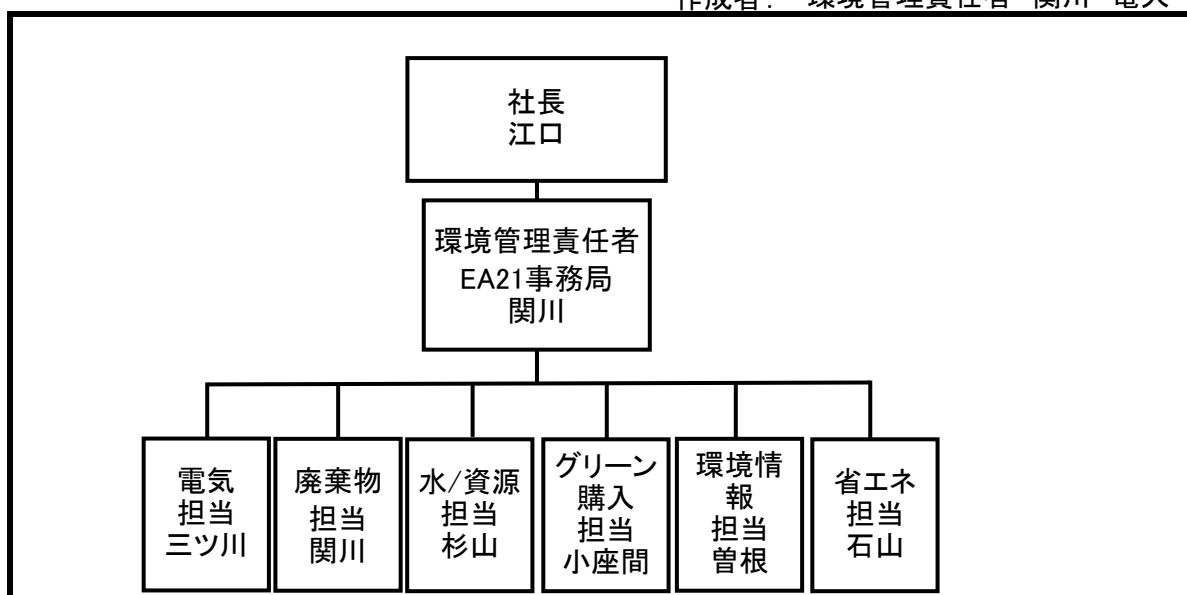 作成者: 環境管理責任者 関川
社長
江口
環境管理責任者
EA21事務局
関川
電気
担当
三ツ川
廃棄物
担当
関川
水/資源
担当
杉山
グリーン
購入
担当
小座間
環境情
報
担当
曽根
省エネ
担当
石山